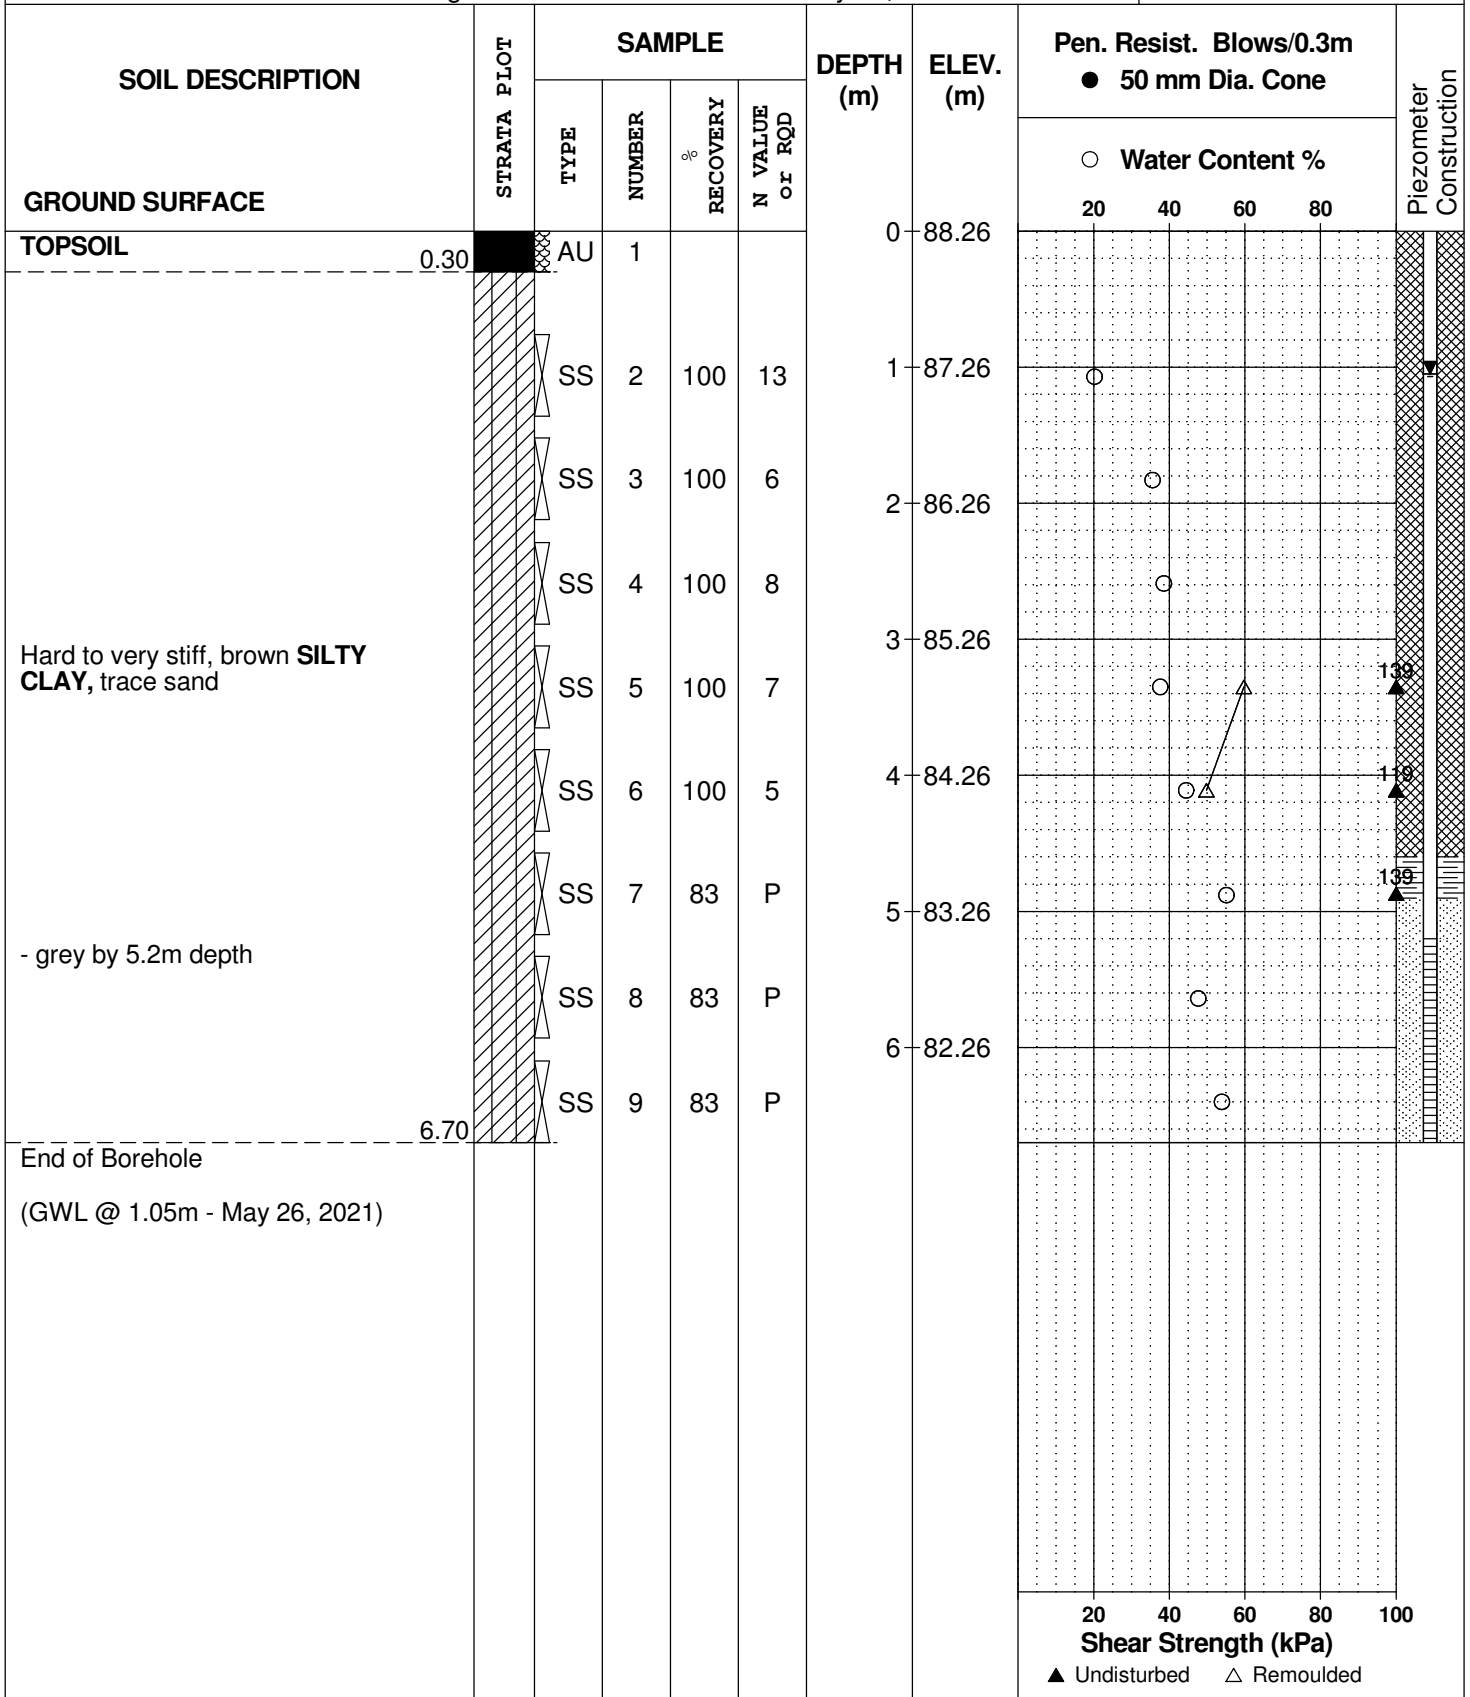 SOIL DESCRIPTION
GROUND SURFACE
STRATA PLOT
SAMPLE
TYPE
NUMBER
%
RECOVERY
N VALUE
or RQD
DEPTH
(m)
ELEV.
(m)
Pen. Resist. Blows/0.3m
● 50 mm Dia. Cone
○ Water Content %
20 40 60 80
Piezometer
Construction
TOPSOIL
0.30
AU 1
0 88.26
SS 2 100 13
1 87.26
SS 3 100 6
2 86.26
SS 4 100 8
3 85.26
Hard to very stiff, brown SILTY
CLAY, trace sand
SS 5 100 7
139
4 84.26
SS 6 100 5
119
SS 7 83 P
139
5 83.26
- grey by 5.2m depth
SS 8 83 P
6 82.26
SS 9 83 P
6.70
End of Borehole
(GWL @ 1.05m - May 26, 2021)
20 40 60 80 100
Shear Strength (kPa)
▲ Undisturbed △ Remoulded